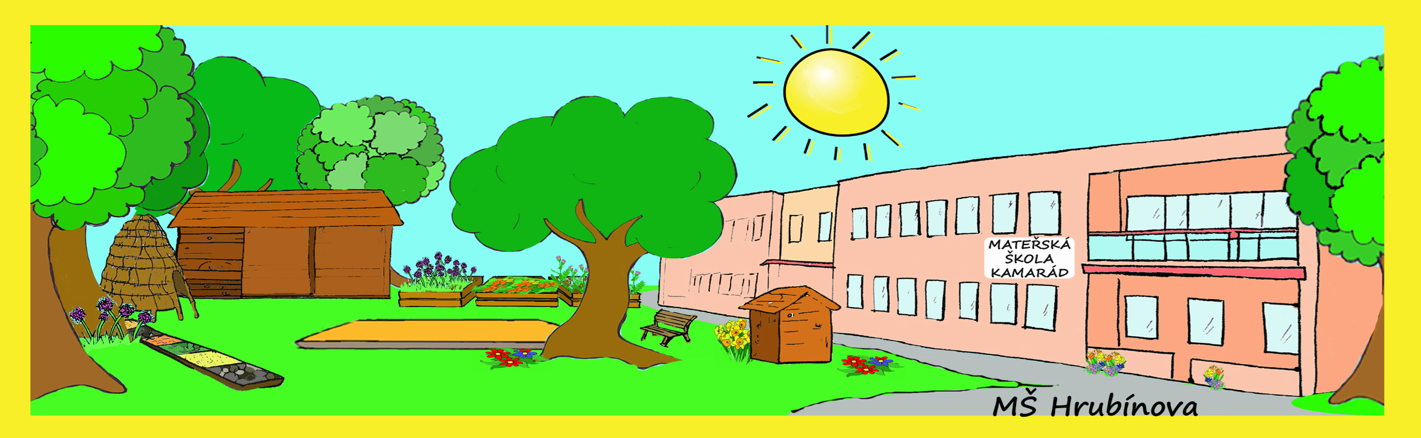 MATEŘSKÁ
ŠKOLA
KAMARÁD
MŠ Hrubínova